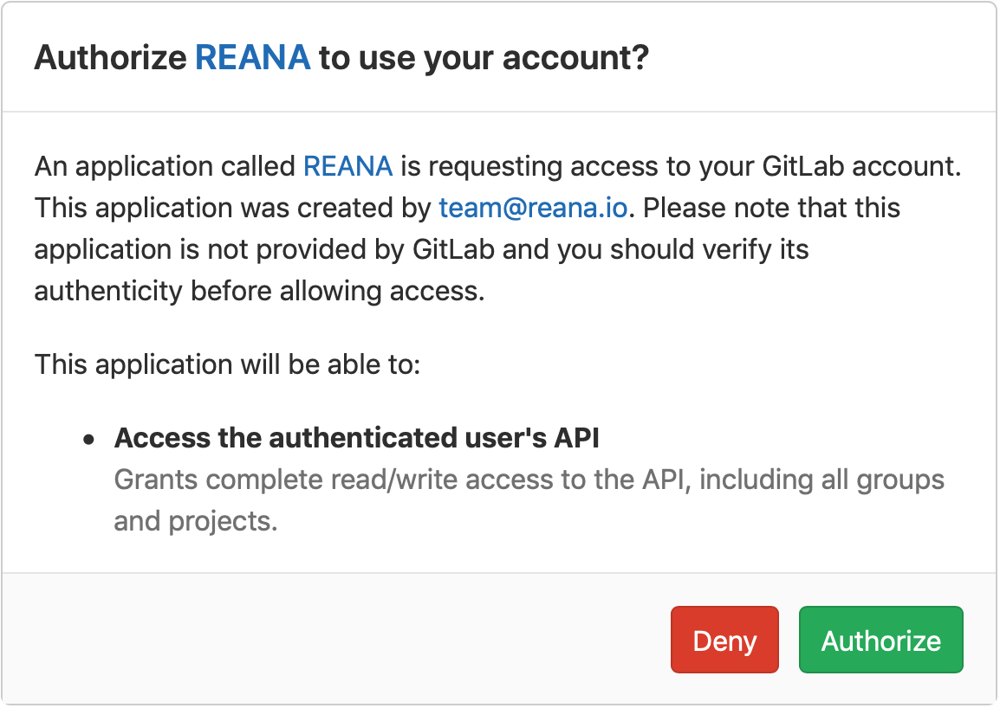 Authorize REANA to use your account?
An application called REANA is requesting access to your GitLab account.
This application was created by team@reana.io. Please note that this
application is not provided by GitLab and you should verify its
authenticity before allowing access.
This application will be able to:
• Access the authenticated user's API
Grants complete read/write access to the API, including all groups
and projects.
Deny Authorize